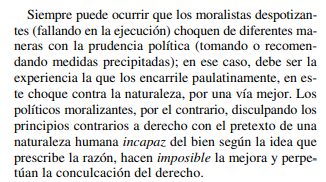 Siempre puede ocurrir que los moralistas despotizan-
tes (fallando en la ejecución) choquen de diferentes ma-
neras con la prudencia política (tomando o recomen-
dando medidas precipitadas); en ese caso, debe ser la
experiencia la que los encarrile paulatinamente, en es-
te choque contra la naturaleza, por una vía mejor. Los
políticos moralizantes, por el contrario, disculpando los
principios contrarios a derecho con el pretexto de una
naturaleza humana incapaz del bien según la idea que
prescribe la razón, hacen imposible la mejora y perpe-
túan la conculcación del derecho.